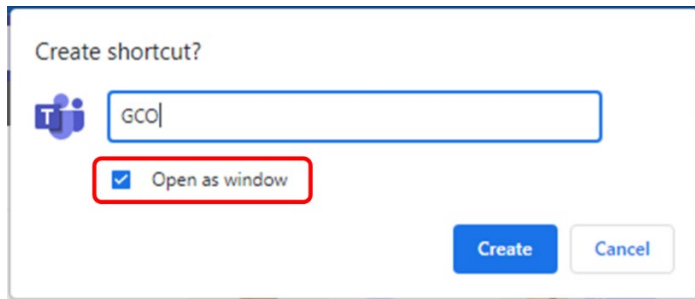 Create shortcut?
T
GCO
Open as window
Create Cancel